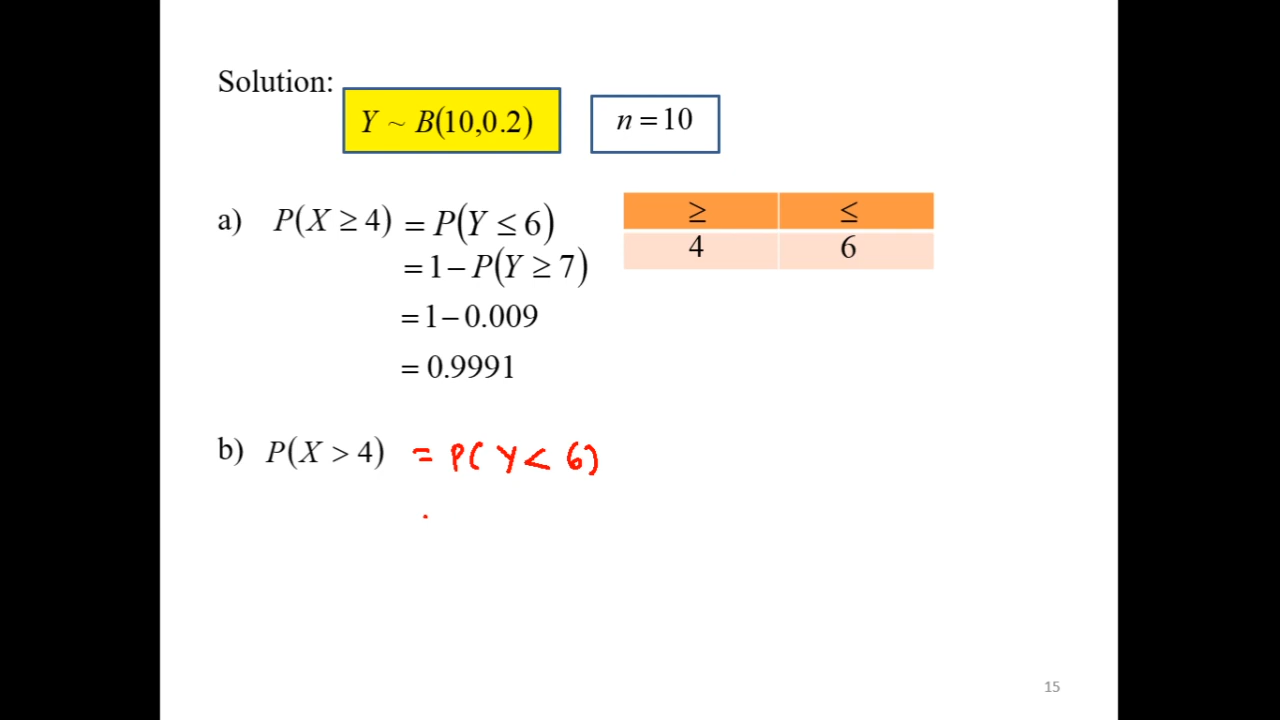 Solution:
Y ~ B(10,0.2)
n = 10
a) P(X ≥ 4) = P(Y ≤ 6)
≥ ≤
4 6
= 1 – P(Y ≥ 7)
= 1 – 0.009
= 0.9991
b) P(X > 4) = P( Y < 6)
15